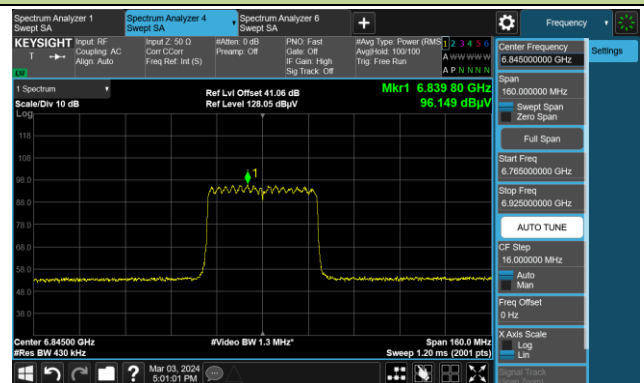 Spectrum Analyzer 1
Swept SA
Spectrum Analyzer 4
Swept SA
Spectrum Analyzer 6
Swept SA
+
Frequency
KEYSIGHT
Input: RF
Coupling: AC
Align: Auto
Input Z: 50 Ω
Corr CCorr
Freq Ref: Int (S)
#Atten: 0 dB
Preamp: Off
PNO: Fast
Gate: Off
IF Gain: High
Sig Track: Off
#Avg Type: Power (RMS
Avg|Hold: 100/100
Trig: Free Run
1 2 3 4 5 6
A W W W W W
A P N N N N
LW
1 Spectrum
Scale/Div 10 dB
Log
Ref Lvl Offset 41.06 dB
Ref Level 128.05 dBµV
Mkr1 6.839 80 GHz
96.149 dBµV
118
108
98.0
88.0
78.0
68.0
58.0
48.0
38.0
1
Center 6.84500 GHz
#Res BW 430 kHz
#Video BW 1.3 MHz*
Span 160.0 MHz
Sweep 1.20 ms (2001 pts)
Center Frequency
6.845000000 GHz
Settings
Span
160.000000 MHz
Swept Span
Zero Span
Full Span
Start Freq
6.765000000 GHz
Stop Freq
6.925000000 GHz
AUTO TUNE
CF Step
16.000000 MHz
Auto
Man
Freq Offset
0 Hz
X Axis Scale
Log
Lin
Signal Track
Mar 03, 2024
5:01:01 PM